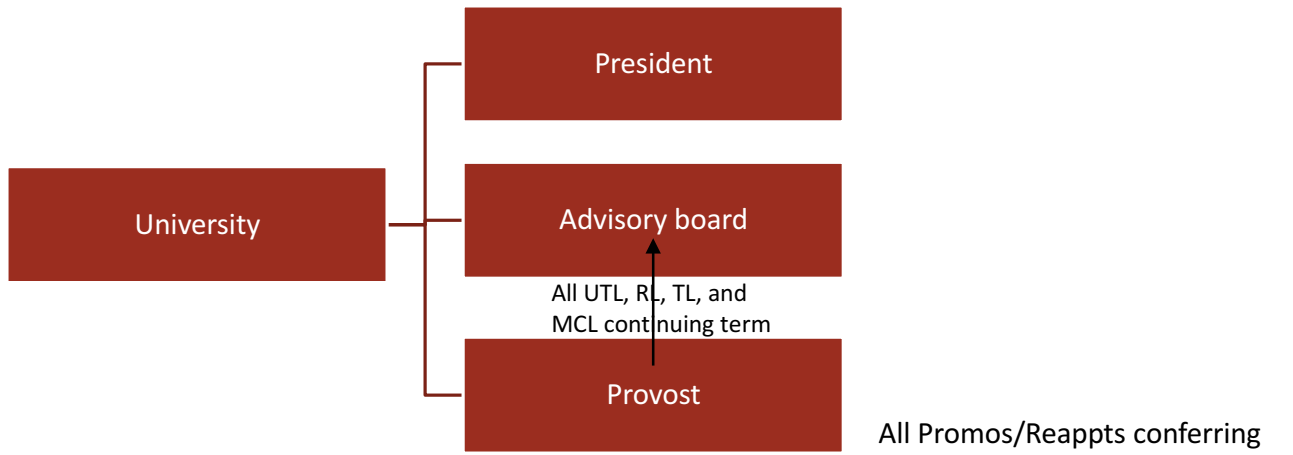 President
University
Advisory board
All UTL, RL, TL, and
MCL continuing term
Provost
All Promos/Reappts conferring